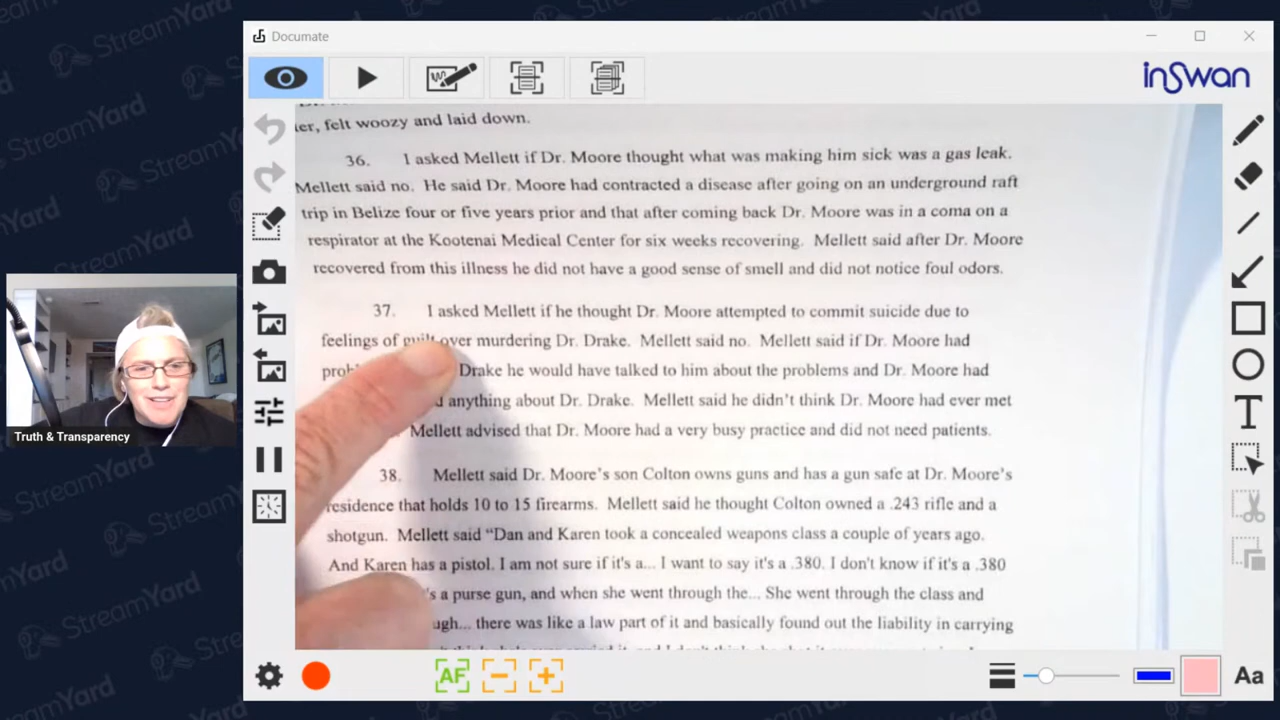 Documate
inswan
er, felt woozy and laid down.
36. I asked Mellett if Dr. Moore thought what was making him sick was a gas leak.
Mellett said no. He said Dr. Moore had contracted a disease after going on an underground raft
trip in Belize four or five years prior and that after coming back Dr. Moore was in a coma on a
respirator at the Kootenai Medical Center for six weeks recovering. Mellett said after Dr. Moore
recovered from this illness he did not have a good sense of smell and did not notice foul odors.
37. I asked Mellett if he thought Dr. Moore attempted to commit suicide due to
feelings of guilt over murdering Dr. Drake. Mellett said no. Mellett said if Dr. Moore had
Drake he would have talked to him about the problems and Dr. Moore had
anything about Dr. Drake. Mellett said he didn't think Dr. Moore had ever met
Mellett advised that Dr. Moore had a very busy practice and did not need patients.
38. Mellett said Dr. Moore's son Colton owns guns and has a gun safe at Dr. Moore's
residence that holds 10 to 15 firearms. Mellett said he thought Colton owned a .243 rifle and a
shotgun. Mellett said “Dan and Karen took a concealed weapons class a couple of years ago.
And Karen has a pistol. I am not sure if it's a... I want to say it's a .380. I don't know if it's a .380
's a purse gun, and when she went through the... She went through the class and
ugh... there was like a law part of it and basically found out the liability in carrying
Truth & Transparency
AF
T
Aa
StreamYard
StreamYard
StreamYard
StreamYard